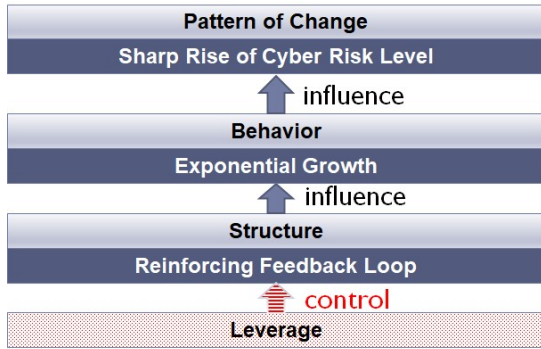 Pattern of Change
Sharp Rise of Cyber Risk Level
influence
Behavior
Exponential Growth
influence
Structure
Reinforcing Feedback Loop
control
Leverage